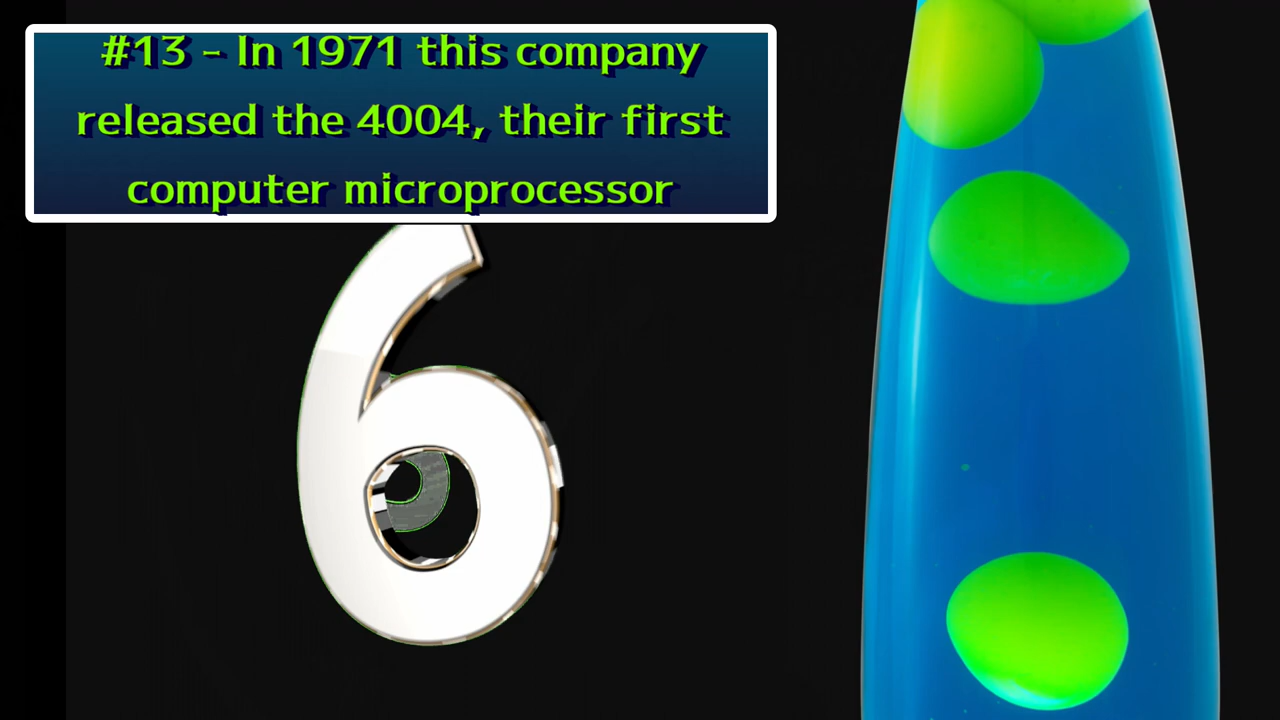 #13 - In 1971 this company
released the 4004, their first
computer microprocessor
6